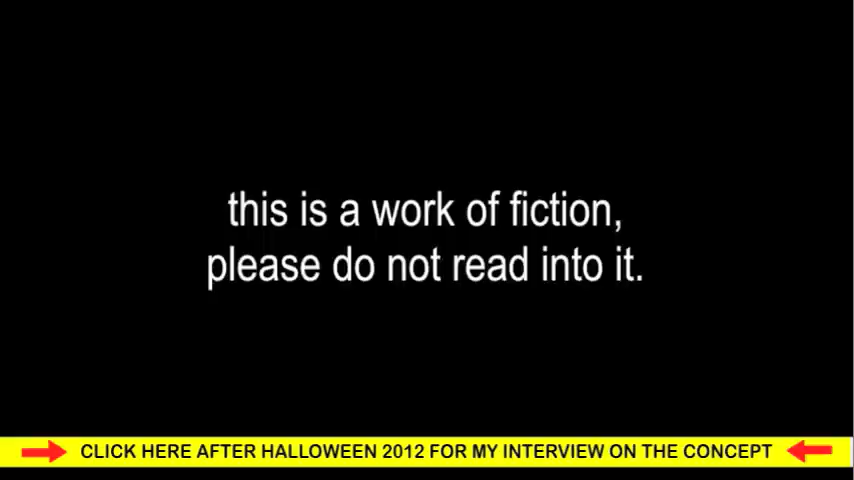 this is a work of fiction,
please do not read into it.
CLICK HERE AFTER HALLOWEEN 2012 FOR MY INTERVIEW ON THE CONCEPT